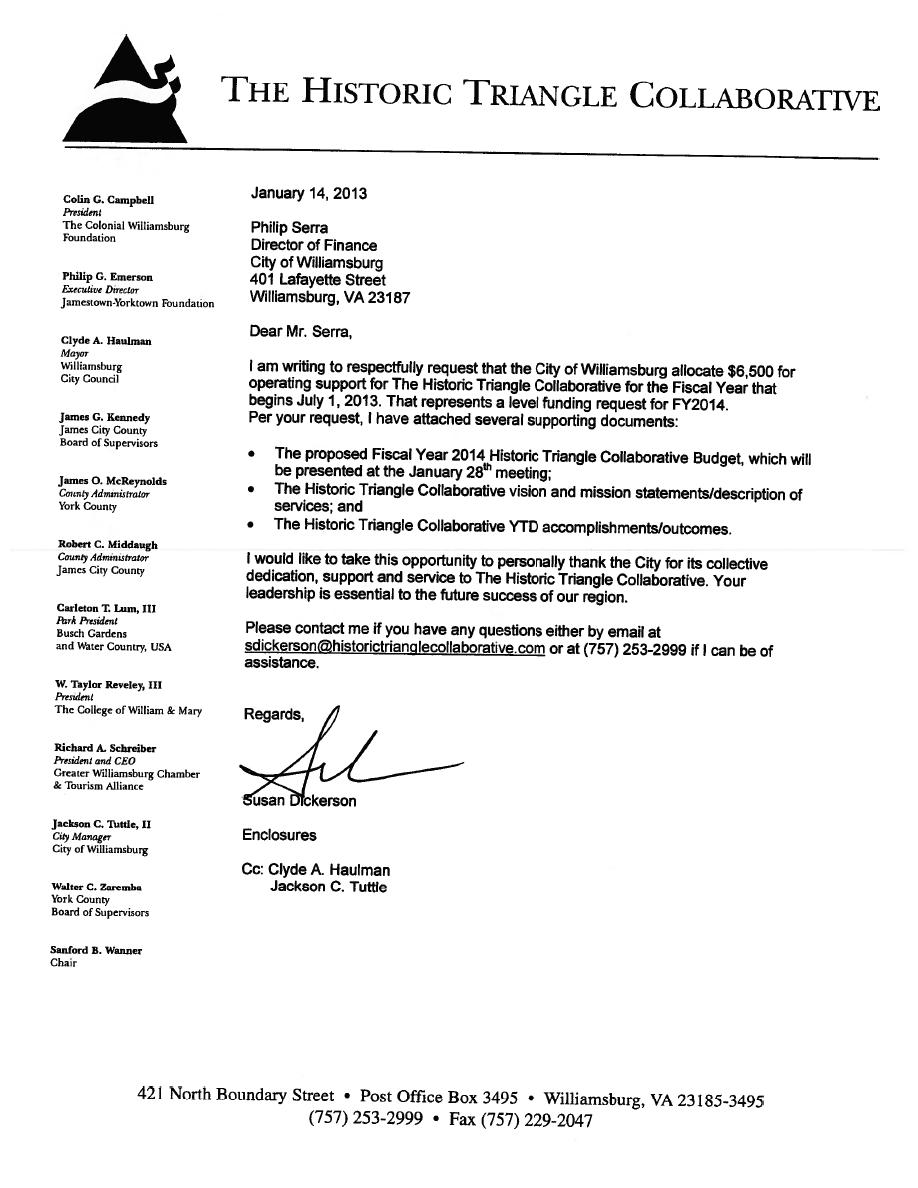 THE HISTORIC TRIANGLE COLLABORATIVE
Colin G. Campbell
President
The Colonial Williamsburg
Foundation
Philip G. Emerson
Executive Director
Jamestown-Yorktown Foundation
Clyde A. Haulman
Mayor
Williamsburg
City Council
James G. Kennedy
James City County
Board of Supervisors
James O. McReynolds
County Administrator
York County
Robert C. Middaugh
County Administrator
James City County
Carleton T. Lum, III
Park President
Busch Gardens
and Water Country, USA
W. Taylor Reveley, III
President
The College of William & Mary
Richard A. Schreiber
President and CEO
Greater Williamsburg Chamber
& Tourism Alliance
Jackson C. Tuttle, II
City Manager
City of Williamsburg
Walter C. Zaremba
York County
Board of Supervisors
Sanford B. Wanner
Chair
January 14, 2013
Philip Serra
Director of Finance
City of Williamsburg
401 Lafayette Street
Williamsburg, VA 23187
Dear Mr. Serra,
I am writing to respectfully request that the City of Williamsburg allocate $6,500 for
operating support for The Historic Triangle Collaborative for the Fiscal Year that
begins July 1, 2013. That represents a level funding request for FY2014.
Per your request, I have attached several supporting documents:
• The proposed Fiscal Year 2014 Historic Triangle Collaborative Budget, which will
be presented at the January 28th meeting;
• The Historic Triangle Collaborative vision and mission statements/description of
services; and
• The Historic Triangle Collaborative YTD accomplishments/outcomes.
I would like to take this opportunity to personally thank the City for its collective
dedication, support and service to The Historic Triangle Collaborative. Your
leadership is essential to the future success of our region.
Please contact me if you have any questions either by email at
sdickerson@historictrianglecollaborative.com or at (757) 253-2999 if I can be of
assistance.
Regards,
Susan Dickerson
Enclosures
Cc: Clyde A. Haulman
Jackson C. Tuttle
421 North Boundary Street • Post Office Box 3495 • Williamsburg, VA 23185-3495
(757) 253-2999 • Fax (757) 229-2047